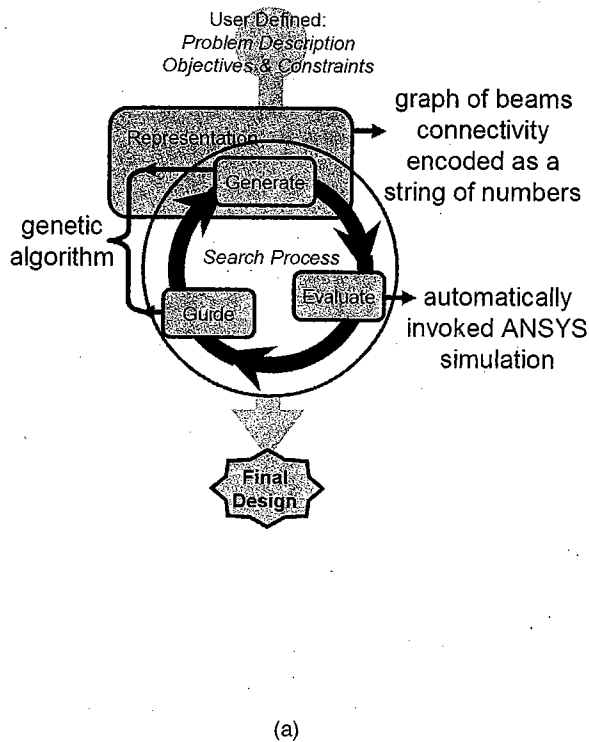 User Defined:
Problem Description
Objectives & Constraints
Representation
graph of beams
connectivity
encoded as a
string of numbers
Generate
genetic
algorithm
Search Process
Evaluate
Guide
automatically
invoked ANSYS
simulation
Final
Design
(a)